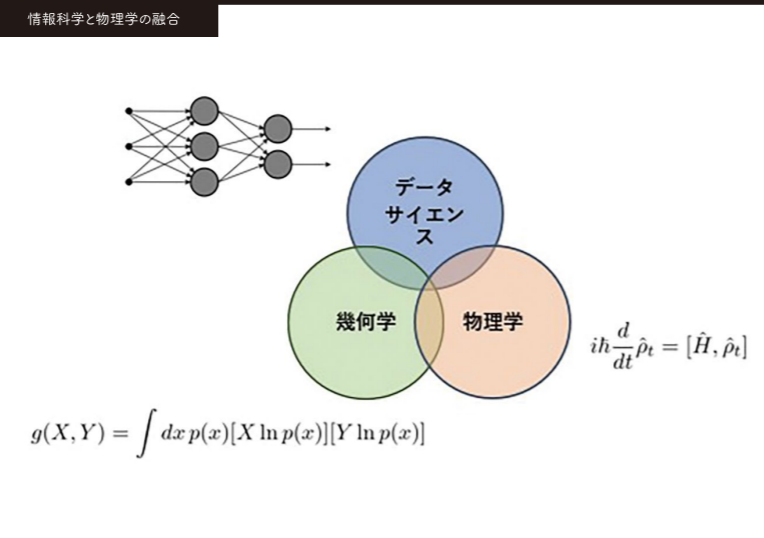 情報科学と物理学の融合
データ
サイエン
ス
幾何学
物理学
iħ d/dt ρ̂_t = [Ĥ, ρ̂_t]
g(X, Y) = ∫ dx p(x)[X ln p(x)][Y ln p(x)]